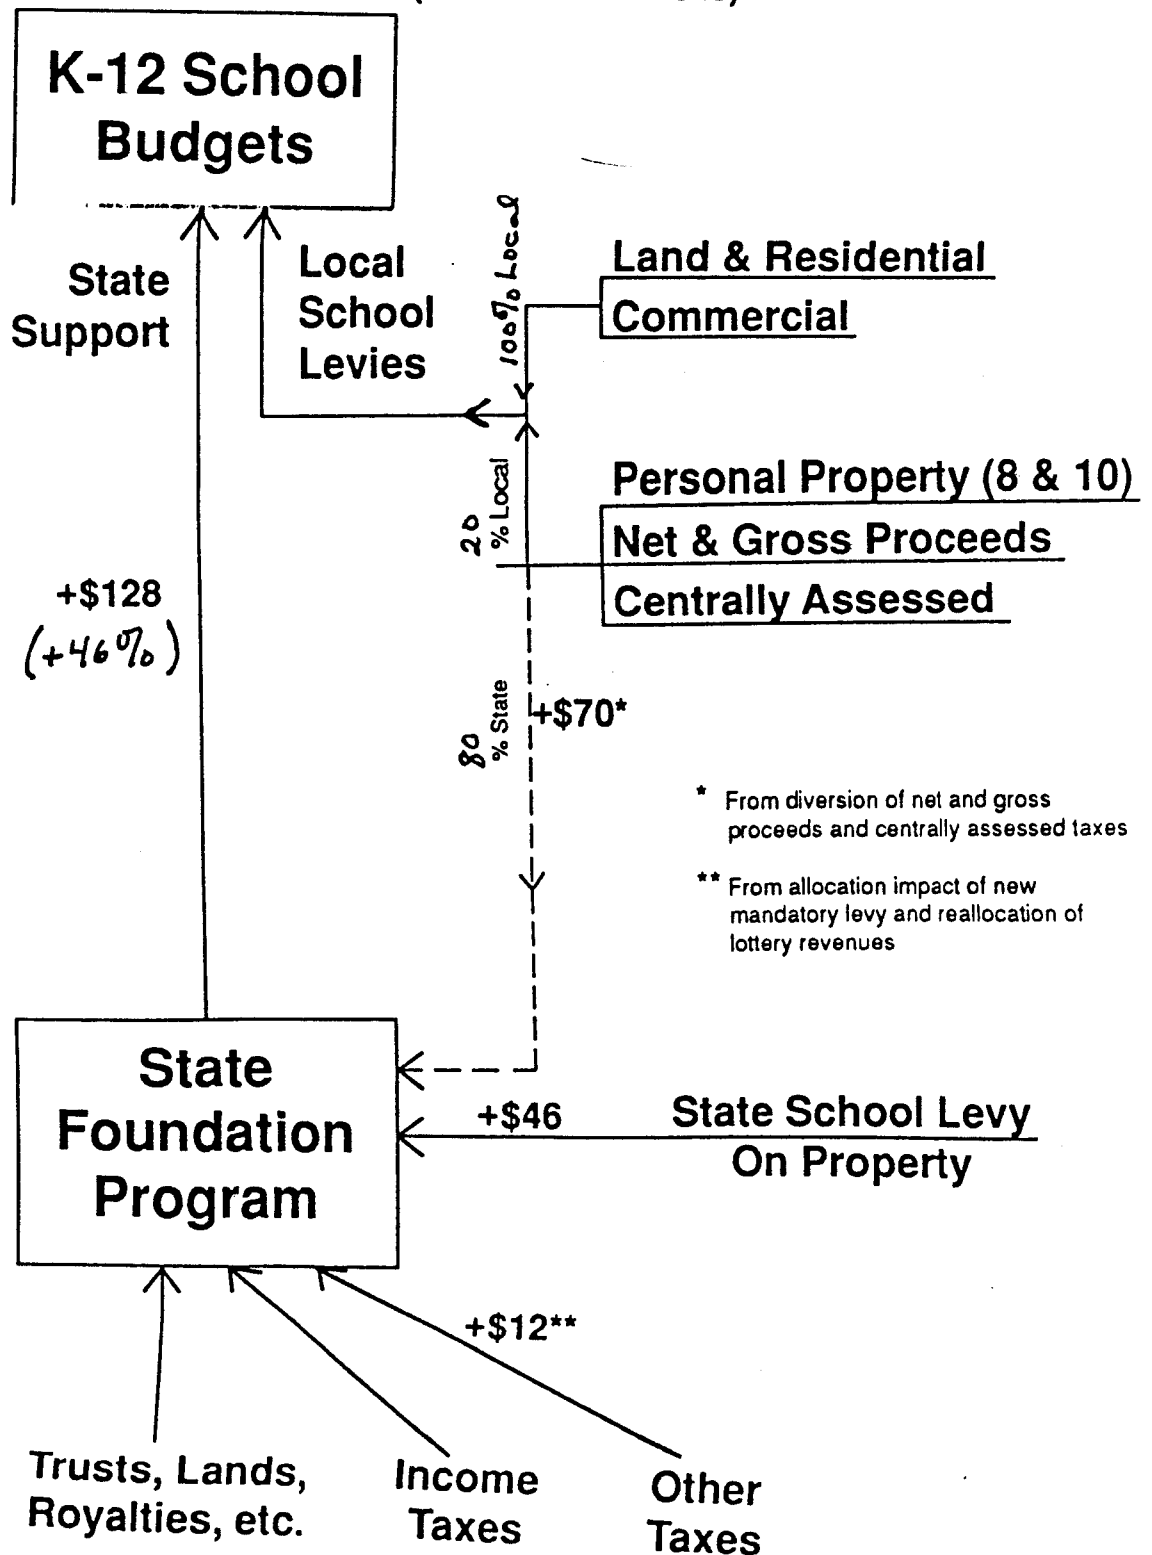 K-12 School
Budgets
State
Support
Local
School
Levies
100% Local
Land & Residential
Commercial
20
% Local
Personal Property (8 & 10)
Net & Gross Proceeds
Centrally Assessed
+$128
(+46%)
80
% State
+$70*
* From diversion of net and gross
proceeds and centrally assessed taxes
** From allocation impact of new
mandatory levy and reallocation of
lottery revenues
State
Foundation
Program
+$46
State School Levy
On Property
+$12**
Trusts, Lands,
Royalties, etc.
Income
Taxes
Other
Taxes